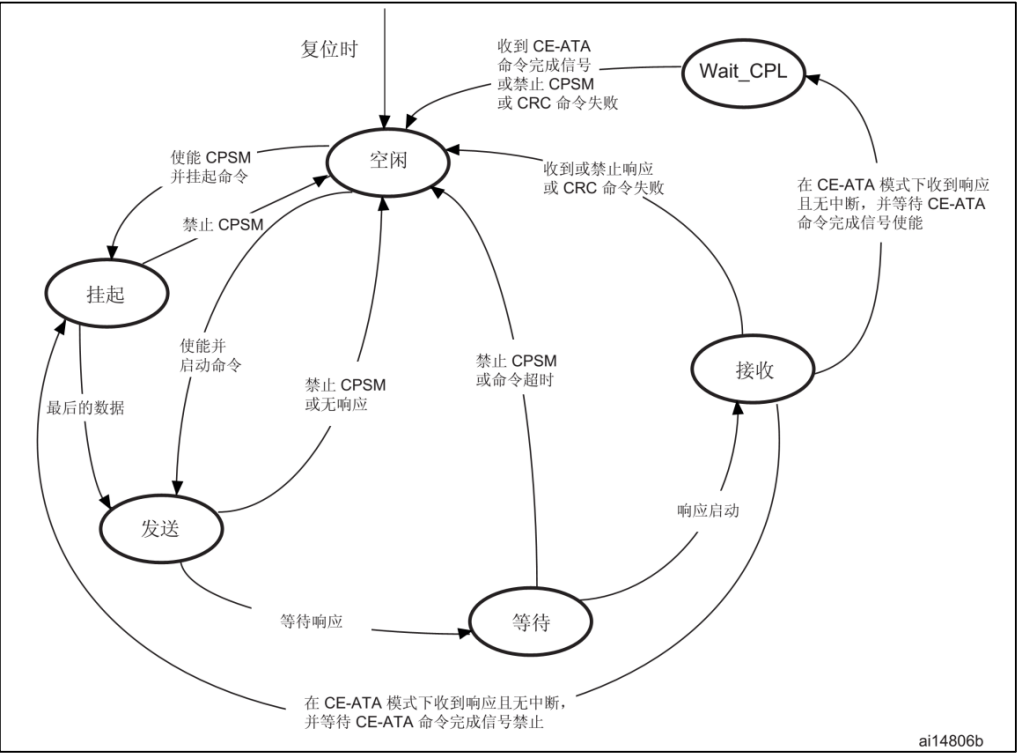 复位时
收到 CE-ATA
命令完成信号
或禁止 CPSM
或 CRC 命令失败
Wait_CPL
空闲
使能 CPSM
并挂起命令
收到或禁止响应
或 CRC 命令失败
在 CE-ATA 模式下收到响应
且无中断，并等待 CE-ATA
命令完成信号使能
禁止 CPSM
挂起
使能并
启动命令
禁止 CPSM
或无响应
禁止 CPSM
或命令超时
接收
最后的数据
发送
响应启动
等待响应
等待
在 CE-ATA 模式下收到响应且无中断，
并等待 CE-ATA 命令完成信号禁止
ai14806b